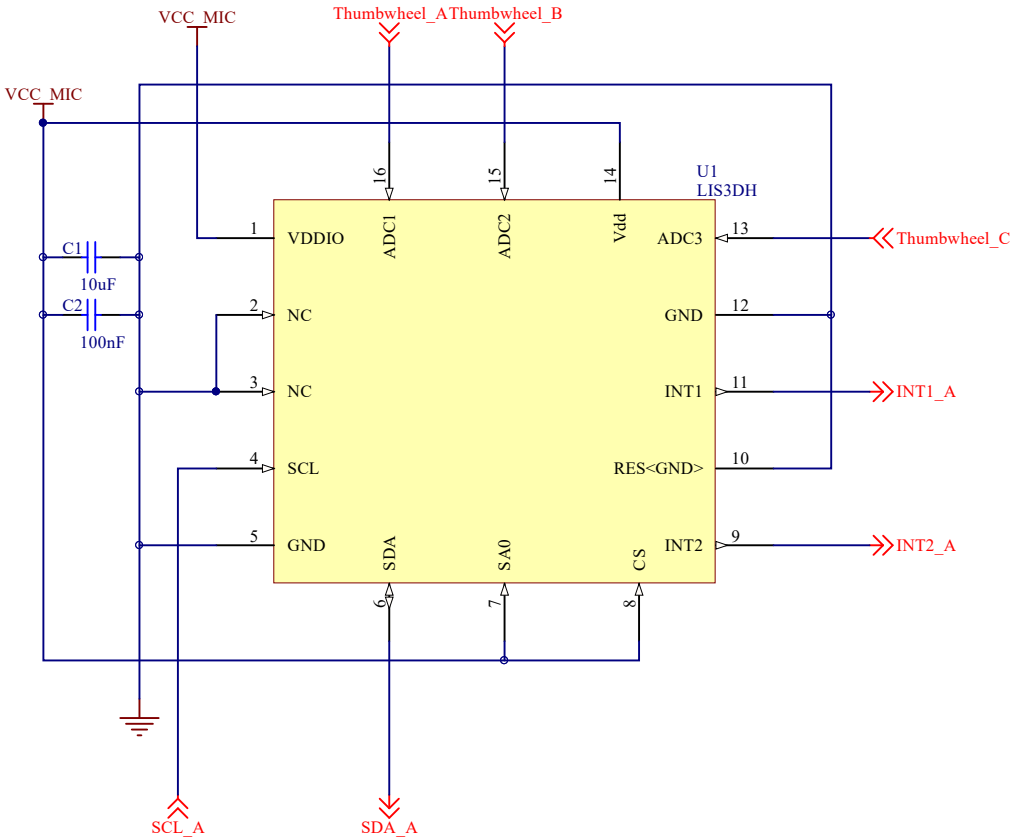 Thumbwheel_A Thumbwheel_B
VCC_MIC
VCC_MIC
16
15
14
U1
LIS3DH
1
VDDIO
ADC1
ADC2
Vdd
ADC3
13
Thumbwheel_C
C1
10uF
2
NC
GND
12
C2
100nF
3
NC
INT1
11
INT1_A
4
SCL
RES<GND>
10
5
GND
SDA
SA0
CS
INT2
9
INT2_A
6
7
8
SCL_A
SDA_A